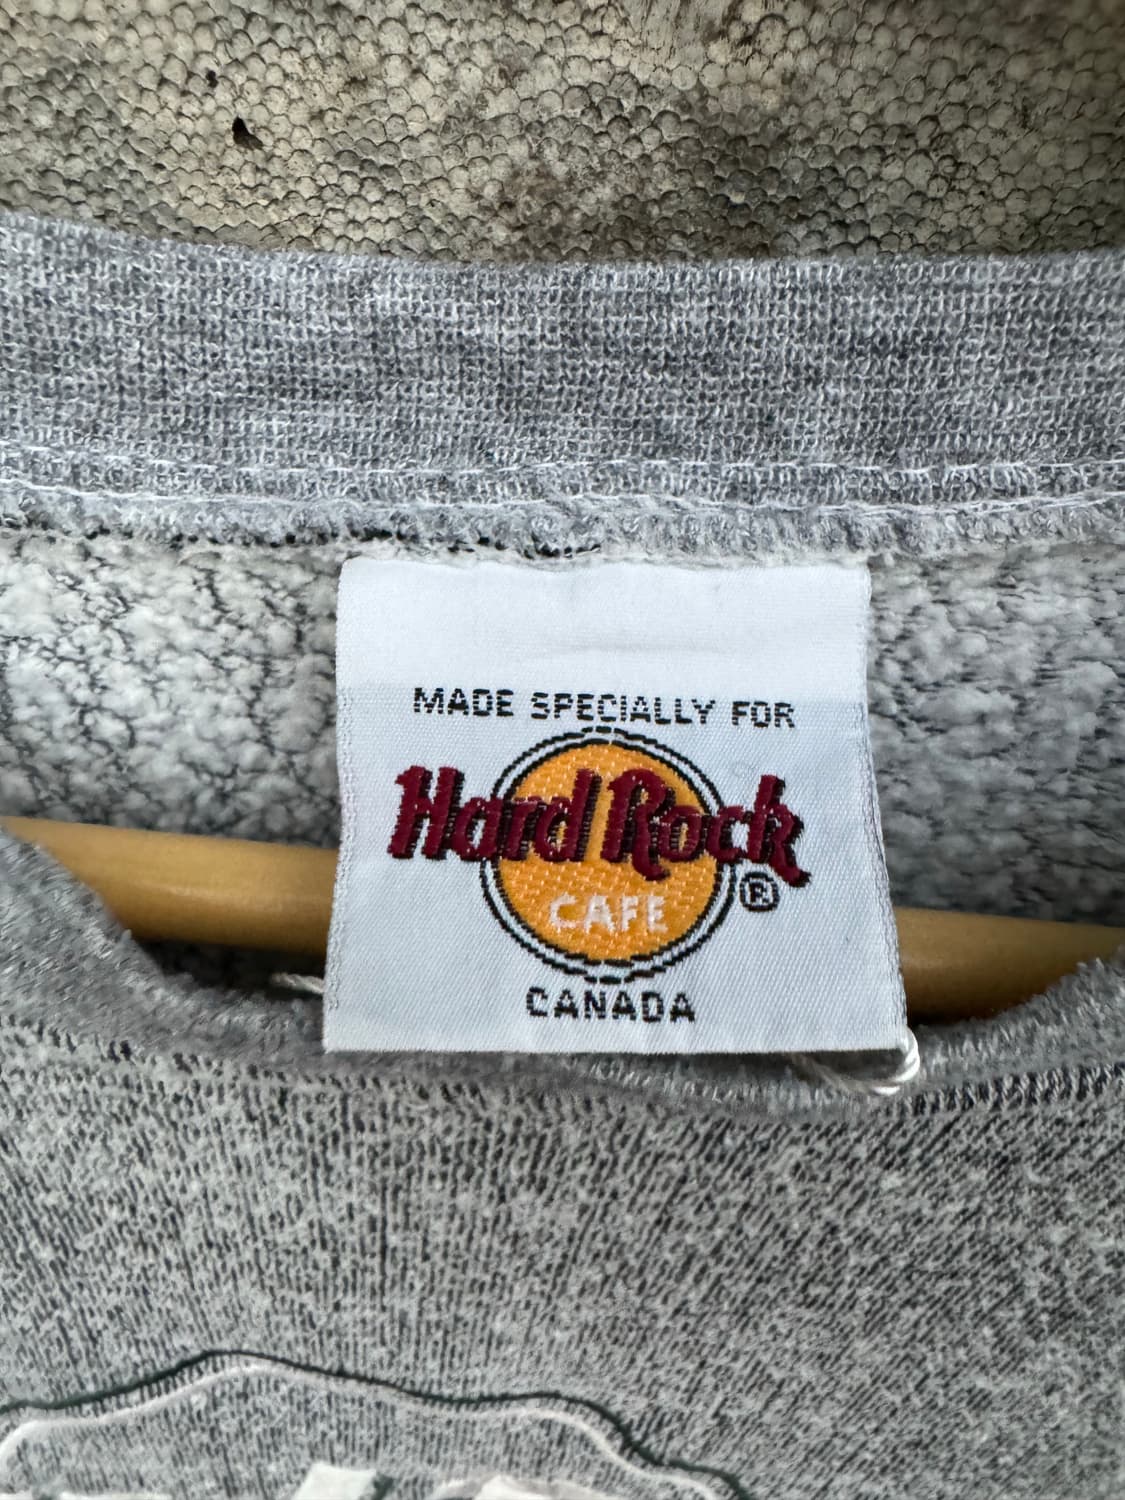 MADE SPECIALLY FOR
Hard Rock
CAFE
®
CANADA